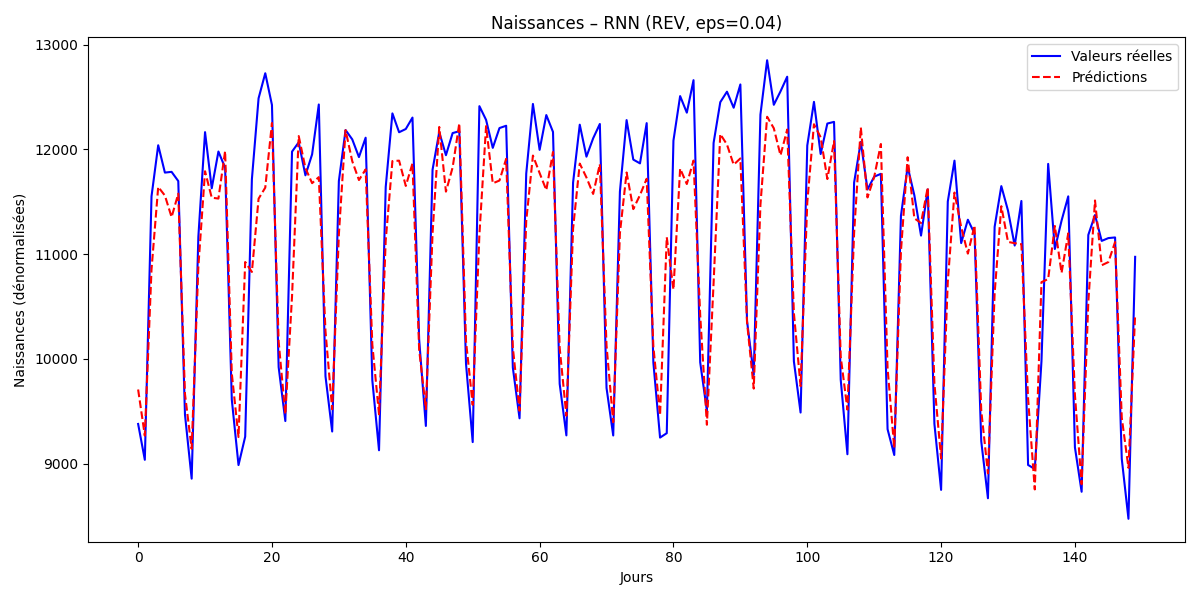 Naissances – RNN (REV, eps=0.04)
Valeurs réelles
Prédictions
Naissances (dénormalisées)
13000
12000
11000
10000
9000
0 20 40 60 80 100 120 140
Jours